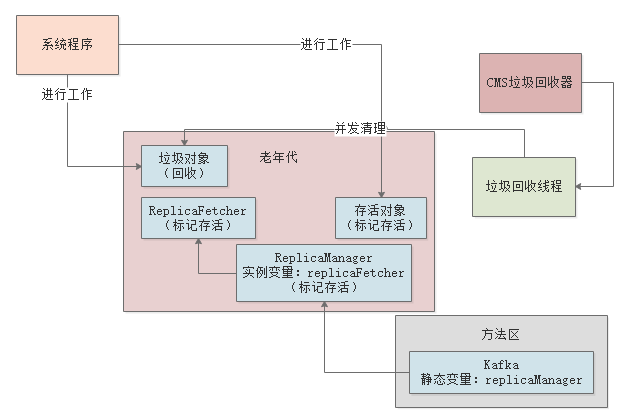 系统程序
进行工作
CMS垃圾回收器
进行工作
并发清理
垃圾对象
（回收）
老年代
垃圾回收线程
ReplicaFetcher
（标记存活）
存活对象
（标记存活）
ReplicaManager
实例变量：replicaFetcher
（标记存活）
方法区
Kafka
静态变量：replicaManager